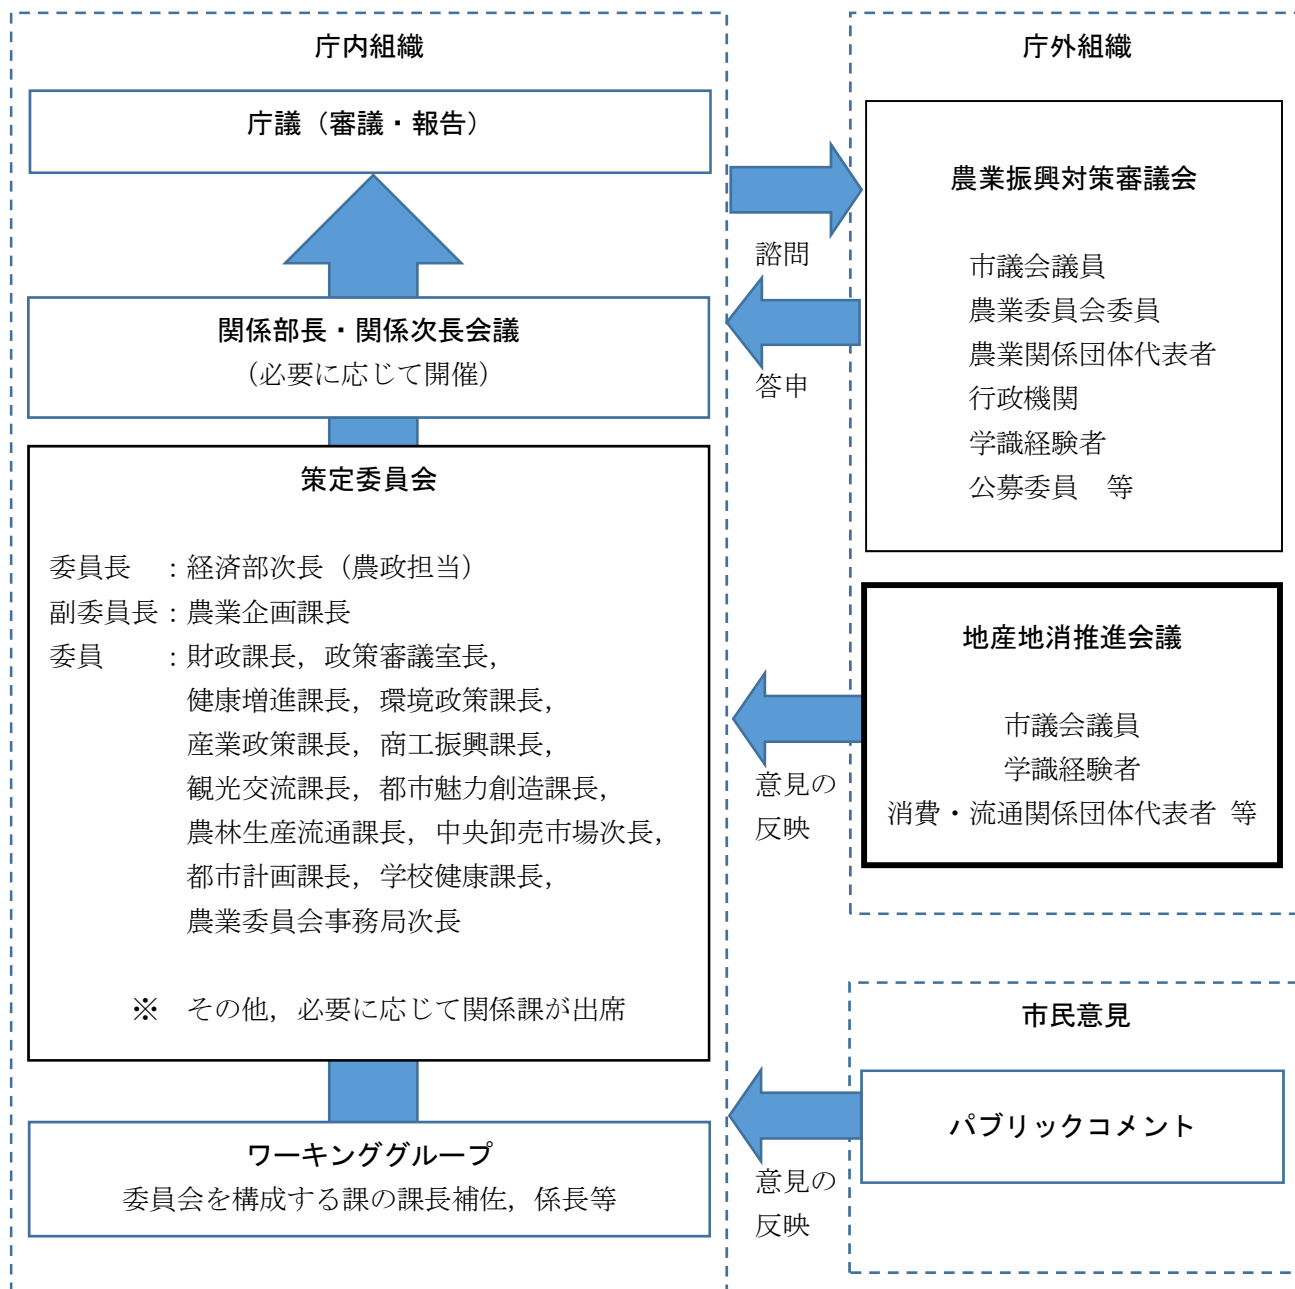 庁内組織
庁議（審議・報告）
関係部長・関係次長会議
（必要に応じて開催）
策定委員会
委員長　：経済部次長（農政担当）
副委員長：農業企画課長
委員　　：財政課長，政策審議室長，
健康増進課長，環境政策課長，
産業政策課長，商工振興課長，
観光交流課長，都市魅力創造課長，
農林生産流通課長，中央卸売市場次長，
都市計画課長，学校健康課長，
農業委員会事務局次長
※　その他，必要に応じて関係課が出席
ワーキンググループ
委員会を構成する課の課長補佐，係長等
諮問
答申
意見の
反映
意見の
反映
庁外組織
農業振興対策審議会
市議会議員
農業委員会委員
農業関係団体代表者
行政機関
学識経験者
公募委員　等
地産地消推進会議
市議会議員
学識経験者
消費・流通関係団体代表者 等
市民意見
パブリックコメント